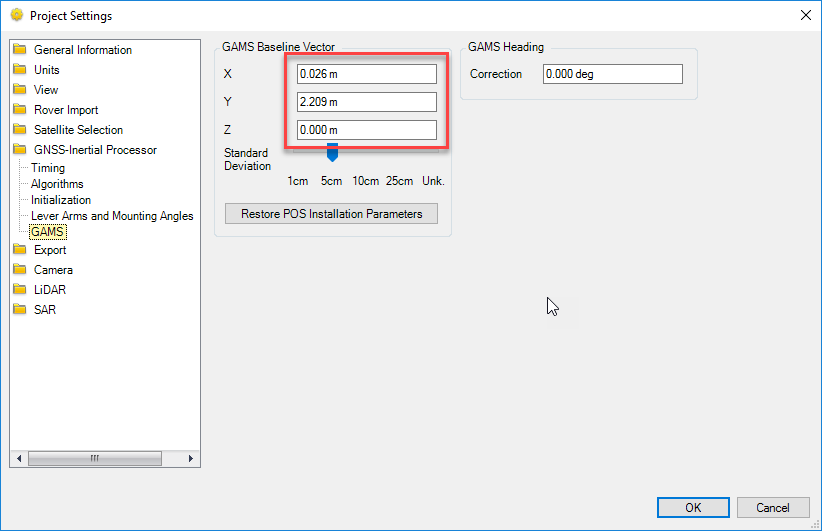 Project Settings
General Information
Units
View
Rover Import
Satellite Selection
GNSS-Inertial Processor
Timing
Algorithms
Initialization
Lever Arms and Mounting Angles
GAMS
Export
Camera
LiDAR
SAR
GAMS Baseline Vector
X 0.026 m
Y 2.209 m
Z 0.000 m
Standard
Deviation
1cm 5cm 10cm 25cm Unk.
Restore POS Installation Parameters
GAMS Heading
Correction 0.000 deg
OK Cancel